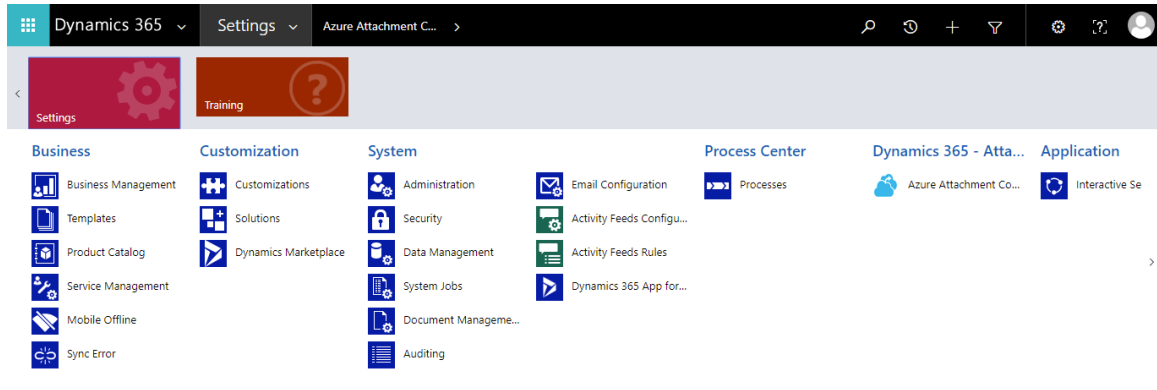 Dynamics 365 Settings Azure Attachment C...
Settings
Training
Business
Business Management
Templates
Product Catalog
Service Management
Mobile Offline
Sync Error
Customization
Customizations
Solutions
Dynamics Marketplace
System
Administration
Security
Data Management
System Jobs
Document Manageme...
Auditing
Email Configuration
Activity Feeds Configu...
Activity Feeds Rules
Dynamics 365 App for...
Process Center
Processes
Dynamics 365 - Atta...
Azure Attachment Co...
Application
Interactive Se